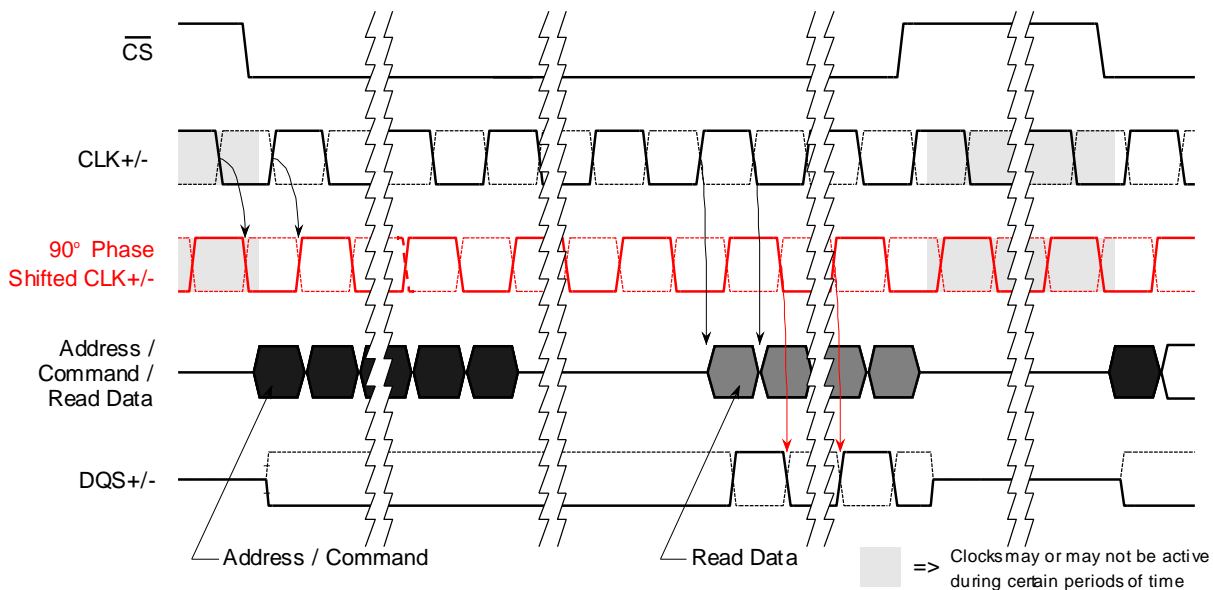 CS
CLK+/-
90° Phase
Shifted CLK+/-
Address /
Command /
Read Data
DQS+/-
Address / Command
Read Data
=> Clocks may or may not be active
during certain periods of time